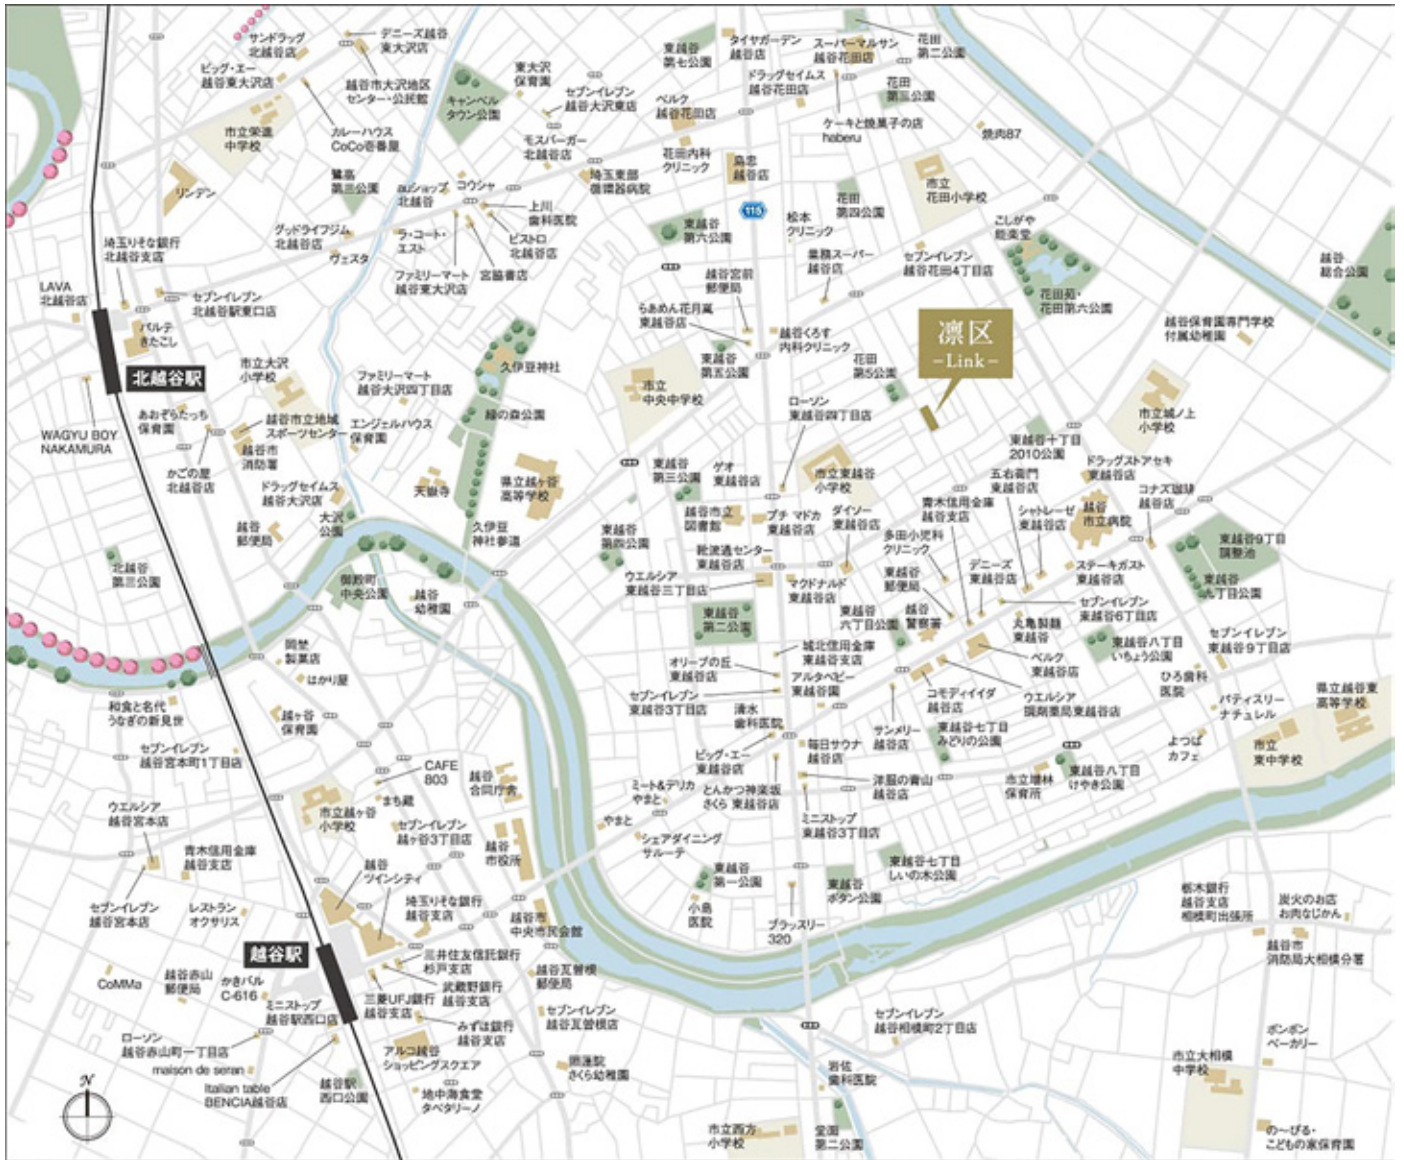 サンドラッグ
北越谷店
デニーズ越谷
東大沢店
ビッグ・エー
越谷東大沢店
越谷市大沢地区
センター・公民館
市立栄進
中学校
カレーハウス
CoCo壱番屋
キャンベル
タウン公園
東大沢
保育園
セブンイレブン
越谷大沢東店
モスバーガー
北越谷店
東越谷
第七公園
タイヤガーデン
越谷店
スーパーマルサン
越谷花田店
花田
第二公園
ドラッグセイムス
越谷花田店
花田
第三公園
ベルク
越谷花田店
ケーキと焼菓子の店
haberu
焼肉87
花田内科
クリニック
島忠
越谷店
市立
花田小学校
リンデン
鷺高
第三公園
auショップ
北越谷
コウシャ
上川
歯科医院
埼玉東部
循環器病院
115
花田
第四公園
松本
クリニック
こしがや
能楽堂
グッドライフジム
北越谷店
ヴェスタ
ラ・コート・
エスト
ビストロ
北越谷店
ファミリーマート
越谷東大沢店
宮脇書店
東越谷
第六公園
越谷宮前
郵便局
業務スーパー
越谷店
セブンイレブン
越谷花田4丁目店
越谷
総合公園
花田苑・
花田第六公園
埼玉りそな銀行
北越谷支店
LAVA
北越谷店
セブンイレブン
北越谷駅東口店
パルテ
きたこし
北越谷駅
WAGYU BOY
NAKAMURA
らあめん花月嵐
東越谷店
越谷くろす
内科クリニック
凛区
-Link-
越谷保育園専門学校
付属幼稚園
東越谷
第五公園
花田
第5公園
久伊豆神社
市立大沢
小学校
ファミリーマート
越谷大沢四丁目店
緑の森公園
市立
中央中学校
ローソン
東越谷四丁目店
市立城ノ上
小学校
あおぞらたっち
保育園
越谷市立地域
スポーツセンター
エンジェルハウス
保育園
越谷市
消防署
かごの屋
北越谷店
東越谷十丁目
2010公園
ドラッグストアセキ
東越谷店
ドラッグセイムス
越谷大沢店
天嶽寺
県立越ヶ谷
高等学校
東越谷
第三公園
ゲオ
東越谷店
市立東越谷
小学校
五右衛門
東越谷店
コナズ珈琲
越谷店
青木信用金庫
越谷支店
シャトレーゼ
東越谷店
越谷
市立病院
大沢
公園
越谷
郵便局
久伊豆
神社参道
東越谷
第四公園
越谷市立
図書館
プチ マドカ
東越谷店
ダイソー
東越谷店
多田小児科
クリニック
東越谷9丁目
調整池
北越谷
第三公園
御殿町
中央公園
越谷
幼稚園
靴流通センター
東越谷店
ウエルシア
東越谷三丁目店
マクドナルド
東越谷店
東越谷
郵便局
デニーズ
東越谷店
ステーキガスト
東越谷店
東越谷
九丁目公園
東越谷
第二公園
東越谷
六丁目公園
越谷
警察署
セブンイレブン
東越谷6丁目店
丸亀製麺
東越谷
東越谷八丁目
いちょう公園
セブンイレブン
東越谷9丁目店
岡埜
製菓店
はかり屋
城北信用金庫
東越谷支店
オリーブの丘
東越谷店
アルタベビー
東越谷園
ベルク
東越谷店
ひろ歯科
医院
セブンイレブン
東越谷3丁目店
コモディイイダ
越谷店
ウエルシア
調剤薬局東越谷店
パティスリー
ナチュレル
県立越谷東
高等学校
和食と名代
うなぎの新見世
越ヶ谷
保育園
清水
歯科医院
サンメリー
越谷店
東越谷七丁目
みどりの公園
よつば
カフェ
市立
東中学校
セブンイレブン
越谷宮本町1丁目店
ビッグ・エー
東越谷店
毎日サウナ
越谷店
CAFE
803
越谷
合同庁舎
洋服の青山
越谷店
市立増林
保育所
東越谷八丁目
けやき公園
ミート&デリカ
やまと
とんかつ神楽坂
さくら 東越谷店
ウエルシア
越谷宮本店
まち蔵
市立越ヶ谷
小学校
やまと
ミニストップ
東越谷3丁目店
セブンイレブン
越ヶ谷3丁目店
シェアダイニング
サルーテ
青木信用金庫
越谷支店
越谷
市役所
越谷
ツインシティ
東越谷
第一公園
東越谷七丁目
しいの木公園
東越谷
ボタン公園
栃木銀行
越谷支店
相模町出張所
炭火のお店
お肉なじかん
セブンイレブン
越谷宮本店
レストラン
オクサリス
埼玉りそな銀行
越谷支店
越谷市
中央市民会館
小島
医院
ブラッスリー
320
越谷市
消防局大相模分署
越谷駅
三井住友信託銀行
杉戸支店
CoMMa
越谷赤山
郵便局
かきバル
C-616
武蔵野銀行
越谷支店
越谷瓦曽根
郵便局
三菱UFJ銀行
越谷支店
ミニストップ
越谷駅西口店
セブンイレブン
越谷瓦曽根店
セブンイレブン
越谷相模町2丁目店
みずほ銀行
越谷支店
ローソン
越谷赤山町一丁目店
ボンボン
ベーカリー
アルコ越谷
ショッピングスクエア
照蓮院
さくら幼稚園
市立大相模
中学校
maison de seran
岩佐
歯科医院
N
Italian table
BENCIA越谷店
越谷駅
西口公園
地中海食堂
タベタリーノ
市立西方
小学校
堂面
第二公園
の〜びる・
こどもの家保育園